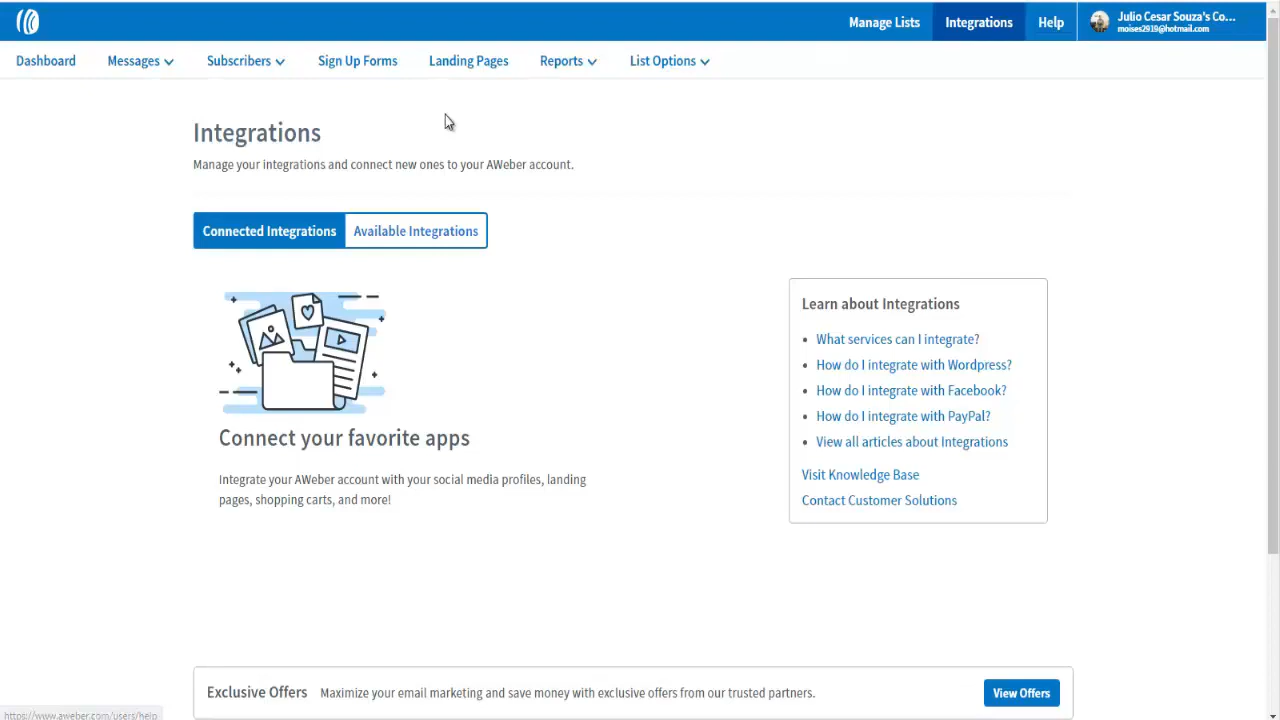 Manage Lists
Integrations
Help
Julio Cesar Souza's Co...
moises2919@hotmail.com
Dashboard
Messages
Subscribers
Sign Up Forms
Landing Pages
Reports
List Options
Integrations
Manage your integrations and connect new ones to your AWeber account.
Connected Integrations
Available Integrations
Connect your favorite apps
Integrate your AWeber account with your social media profiles, landing
pages, shopping carts, and more!
Learn about Integrations
What services can I integrate?
How do I integrate with Wordpress?
How do I integrate with Facebook?
How do I integrate with PayPal?
View all articles about Integrations
Visit Knowledge Base
Contact Customer Solutions
Exclusive Offers
Maximize your email marketing and save money with exclusive offers from our trusted partners.
View Offers
https://www.aweber.com/users/help